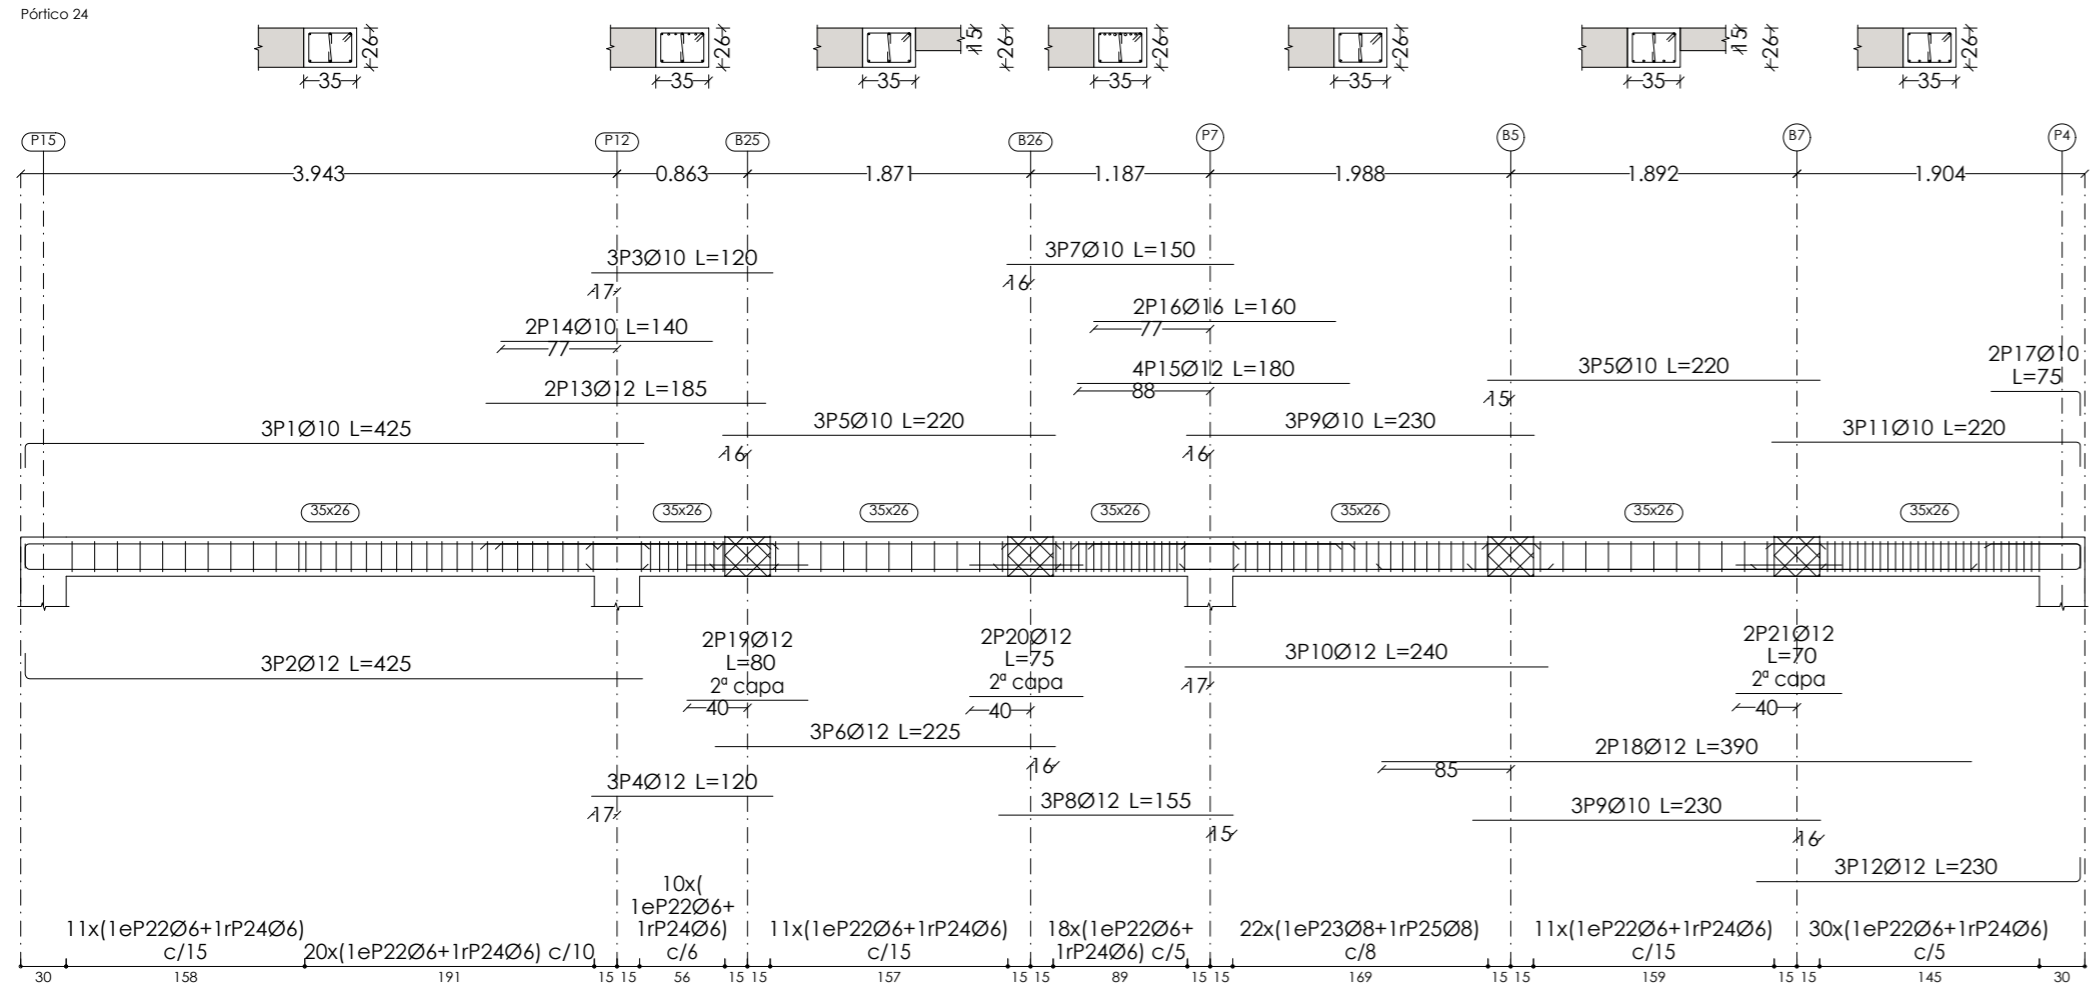 Pórtico 24
35 26
35 26
35 15 26
35 26
35 26
35 15 26
35 26
P15 P12 B25 B26 P7 B5 B7 P4
3.943 0.863 1.871 1.187 1.988 1.892 1.904
3P3Ø10 L=120
17
3P7Ø10 L=150
16
2P14Ø10 L=140
77
2P16Ø16 L=160
77
2P13Ø12 L=185
4P15Ø12 L=180
88
3P5Ø10 L=220
15
2P17Ø10
L=75
3P1Ø10 L=425
3P5Ø10 L=220
16
3P9Ø10 L=230
16
3P11Ø10 L=220
35x26 35x26 35x26 35x26 35x26 35x26 35x26
3P2Ø12 L=425
2P19Ø12
L=80
2ª capa
40
2P20Ø12
L=75
2ª capa
40
3P10Ø12 L=240
17
2P21Ø12
L=70
2ª capa
40
3P6Ø12 L=225
16
2P18Ø12 L=390
85
3P4Ø12 L=120
17
3P8Ø12 L=155
15
3P9Ø10 L=230
16
3P12Ø12 L=230
11x(1eP22Ø6+1rP24Ø6)
c/15
20x(1eP22Ø6+1rP24Ø6) c/10
10x(
1eP22Ø6+
1rP24Ø6)
c/6
11x(1eP22Ø6+1rP24Ø6)
c/15
18x(1eP22Ø6+
1rP24Ø6) c/5
22x(1eP23Ø8+1rP25Ø8)
c/8
11x(1eP22Ø6+1rP24Ø6)
c/15
30x(1eP22Ø6+1rP24Ø6)
c/5
30 158 191 15 15 56 15 15 157 15 15 89 15 15 169 15 15 159 15 15 145 30